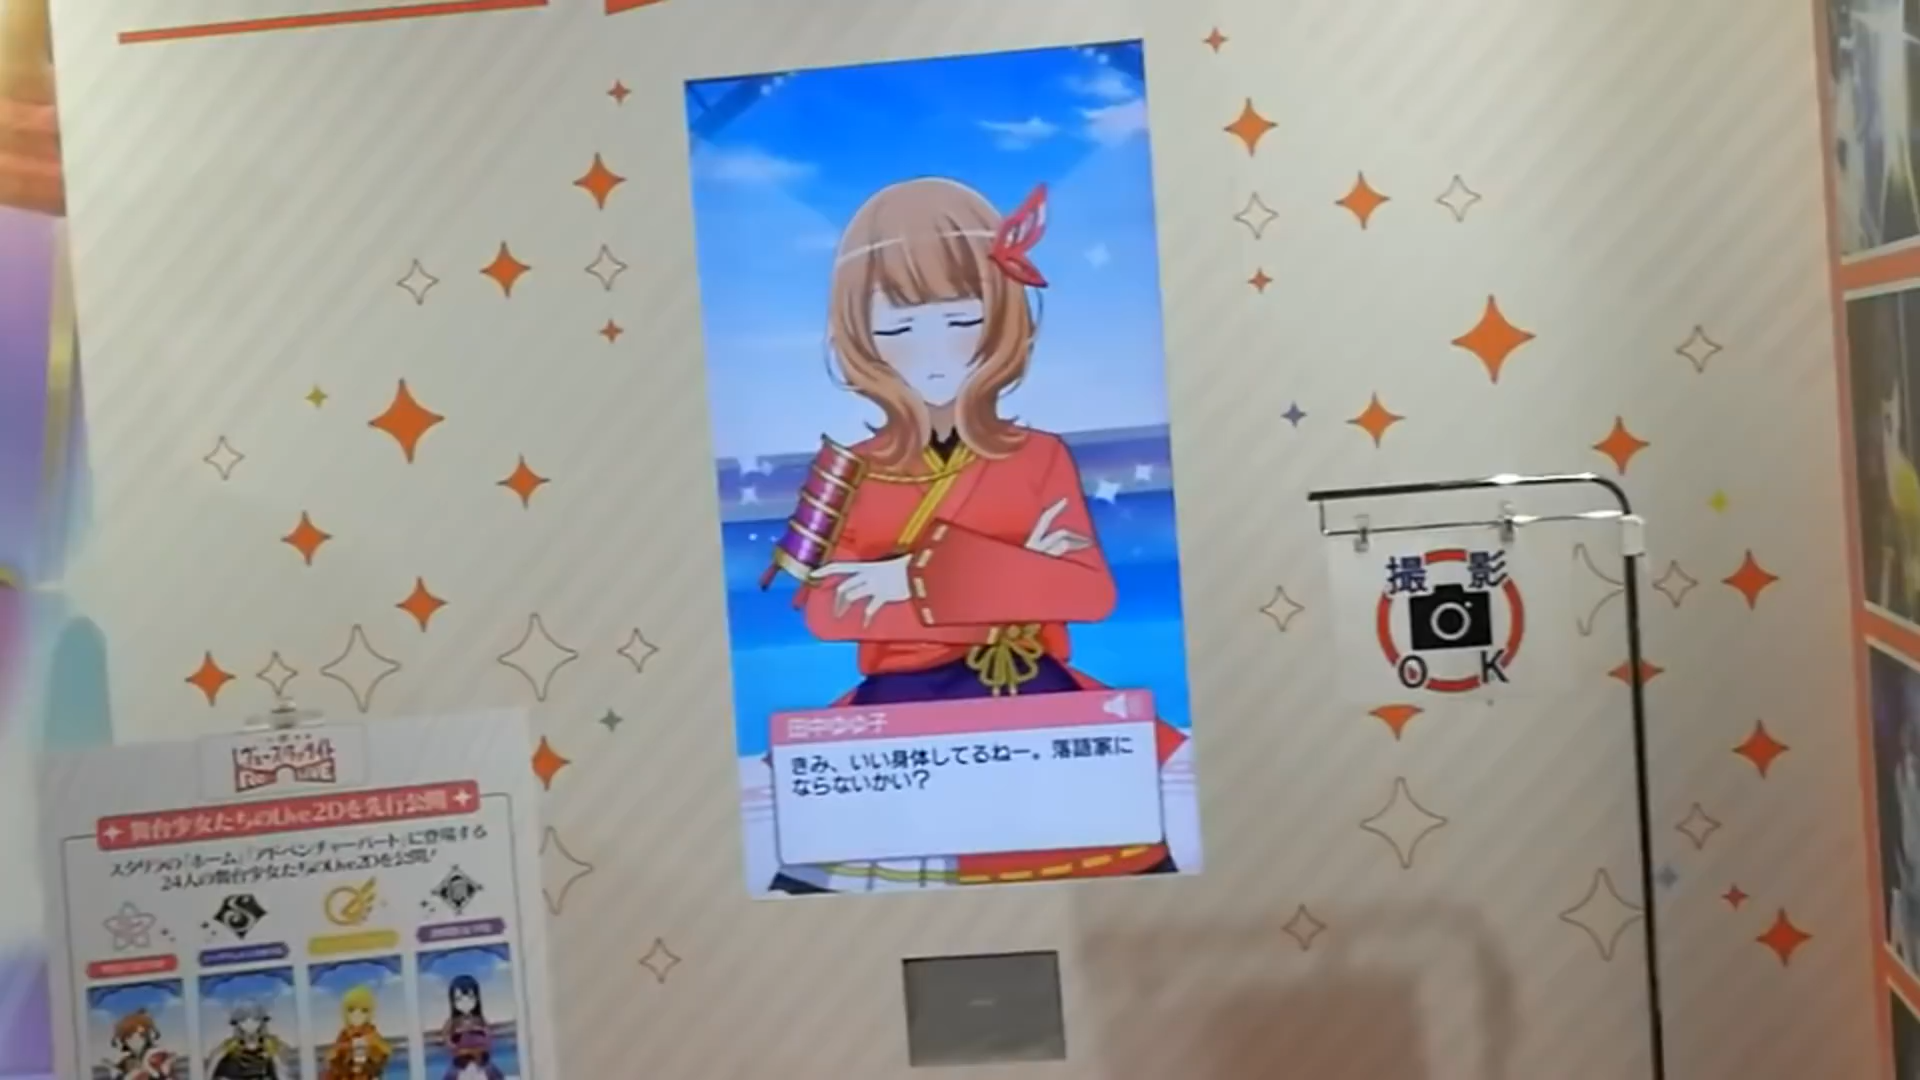 田中ゆゆ子
きみ、いい身体してるねー。落語家に
ならないかい?
撮影
OK
Re LIVE
舞台少女たちのLive2Dを先行公開
スタリラの「ホーム」「アドベンチャーパート」に登場する
24人の舞台少女たちのLive2Dを公開!